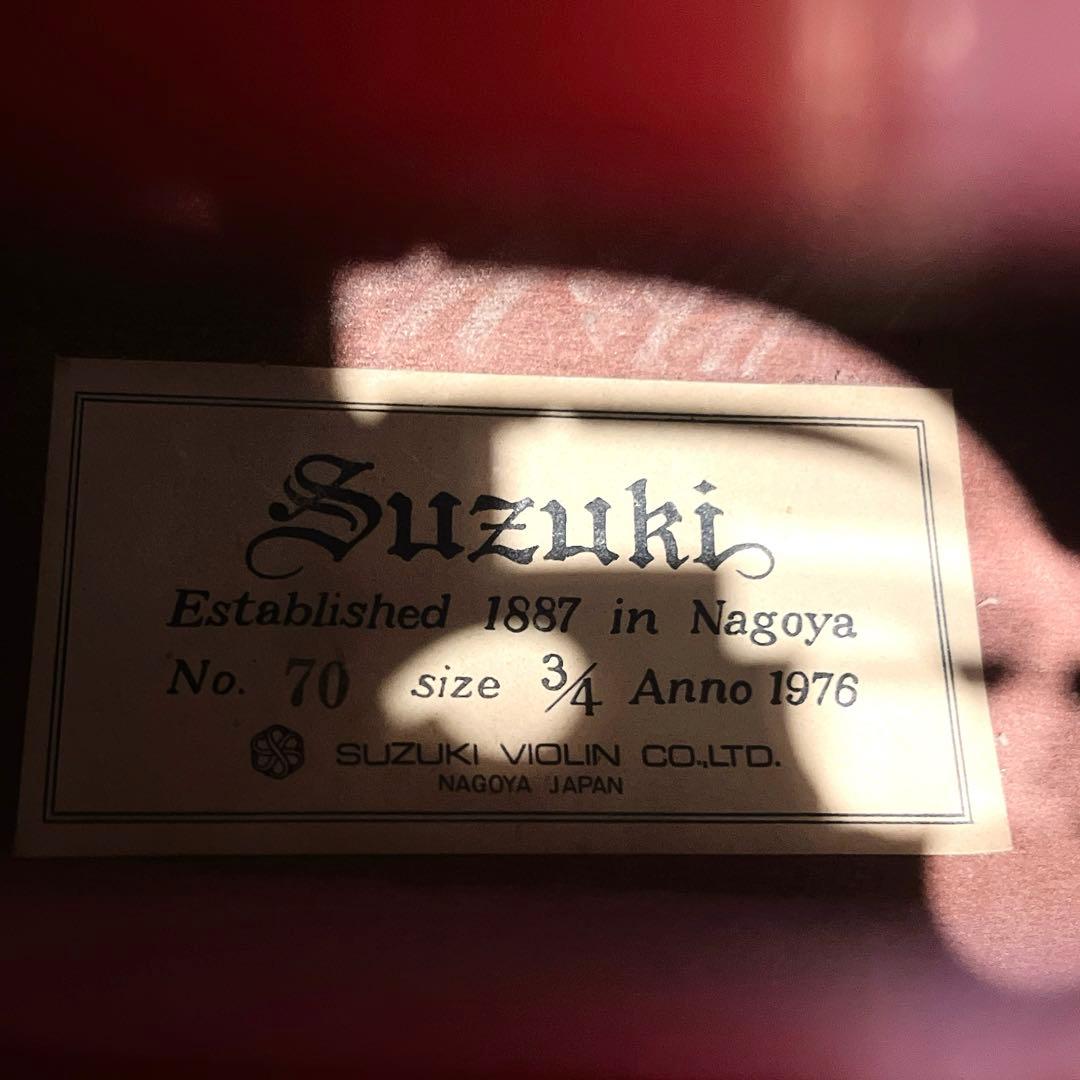 Suzuki
Established 1887 in Nagoya
No. 70 size 3/4 Anno 1976
SUZUKI VIOLIN CO.,LTD.
NAGOYA JAPAN